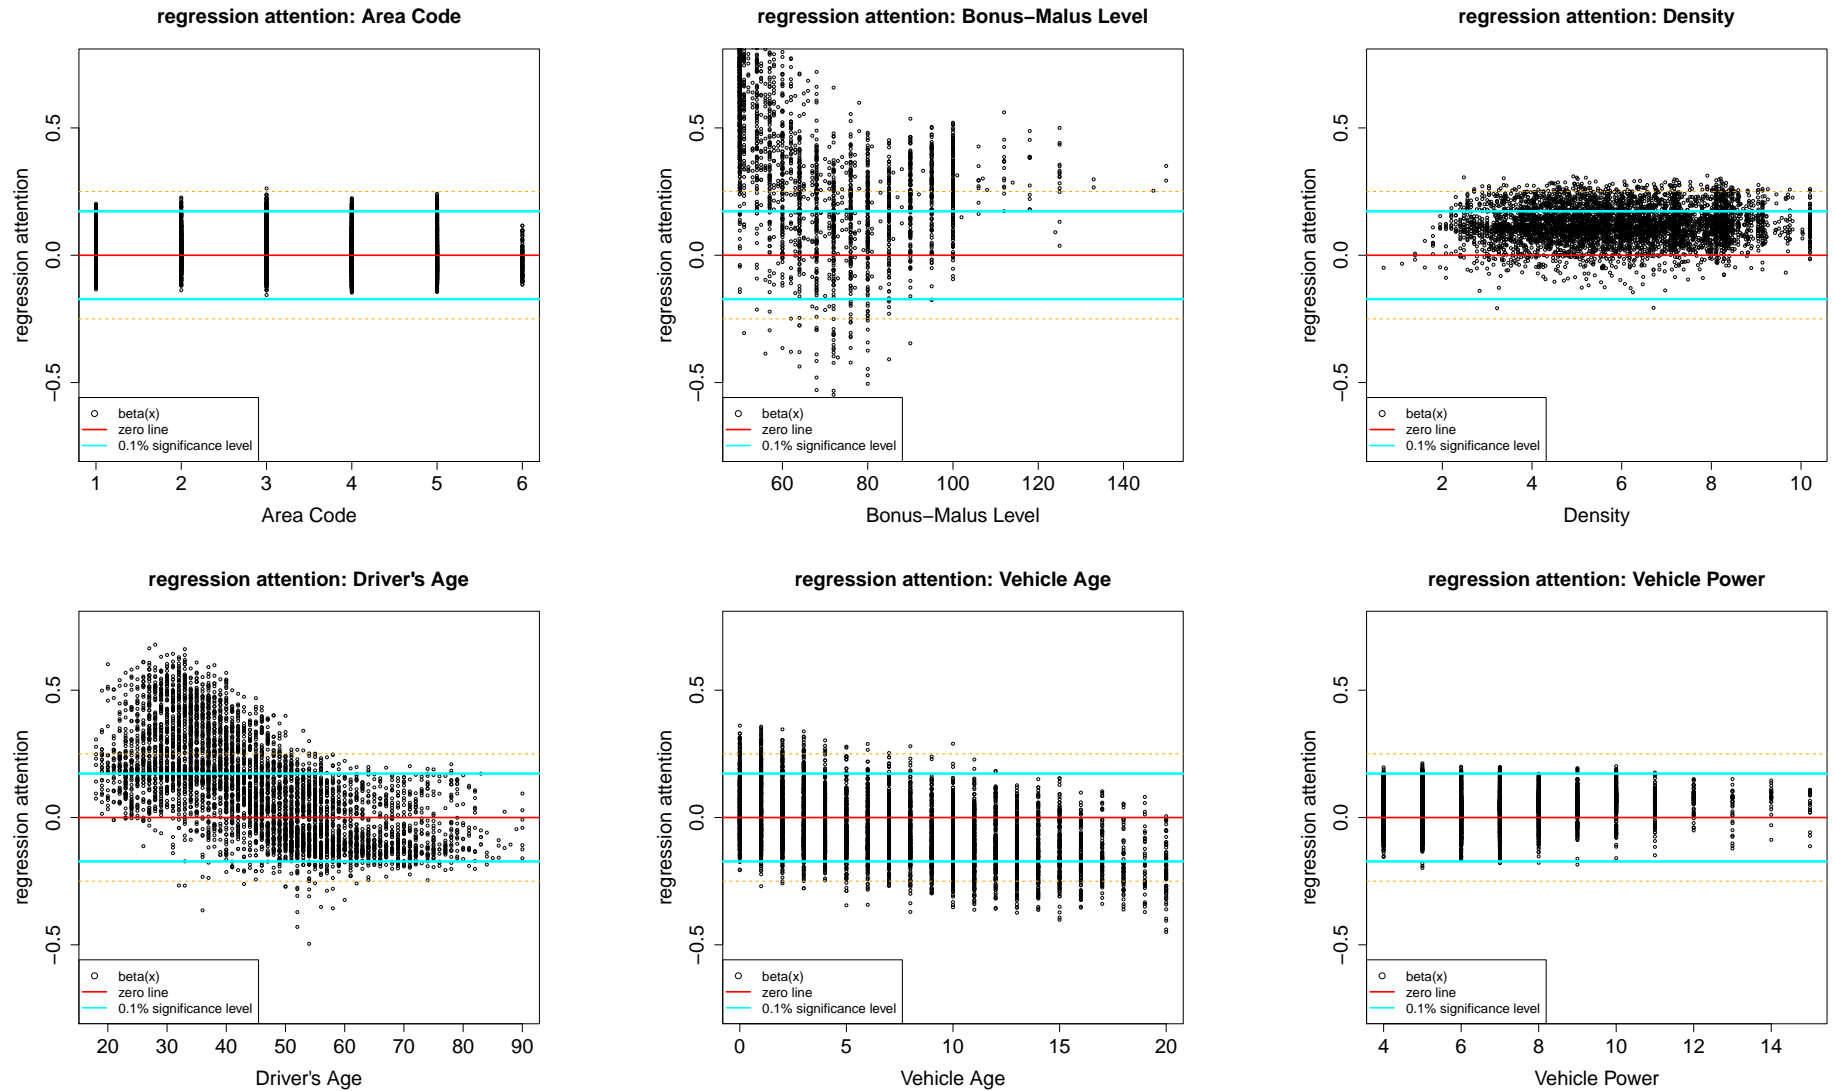 regression attention: Area Code
regression attention
0.5
0.0
−0.5
beta(x)
zero line
0.1% significance level
1 2 3 4 5 6
Area Code
regression attention: Bonus−Malus Level
regression attention
0.5
0.0
−0.5
beta(x)
zero line
0.1% significance level
60 80 100 120 140
Bonus−Malus Level
regression attention: Density
regression attention
0.5
0.0
−0.5
beta(x)
zero line
0.1% significance level
2 4 6 8 10
Density
regression attention: Driver's Age
regression attention
0.5
0.0
−0.5
beta(x)
zero line
0.1% significance level
20 30 40 50 60 70 80 90
Driver's Age
regression attention: Vehicle Age
regression attention
0.5
0.0
−0.5
beta(x)
zero line
0.1% significance level
0 5 10 15 20
Vehicle Age
regression attention: Vehicle Power
regression attention
0.5
0.0
−0.5
beta(x)
zero line
0.1% significance level
4 6 8 10 12 14
Vehicle Power